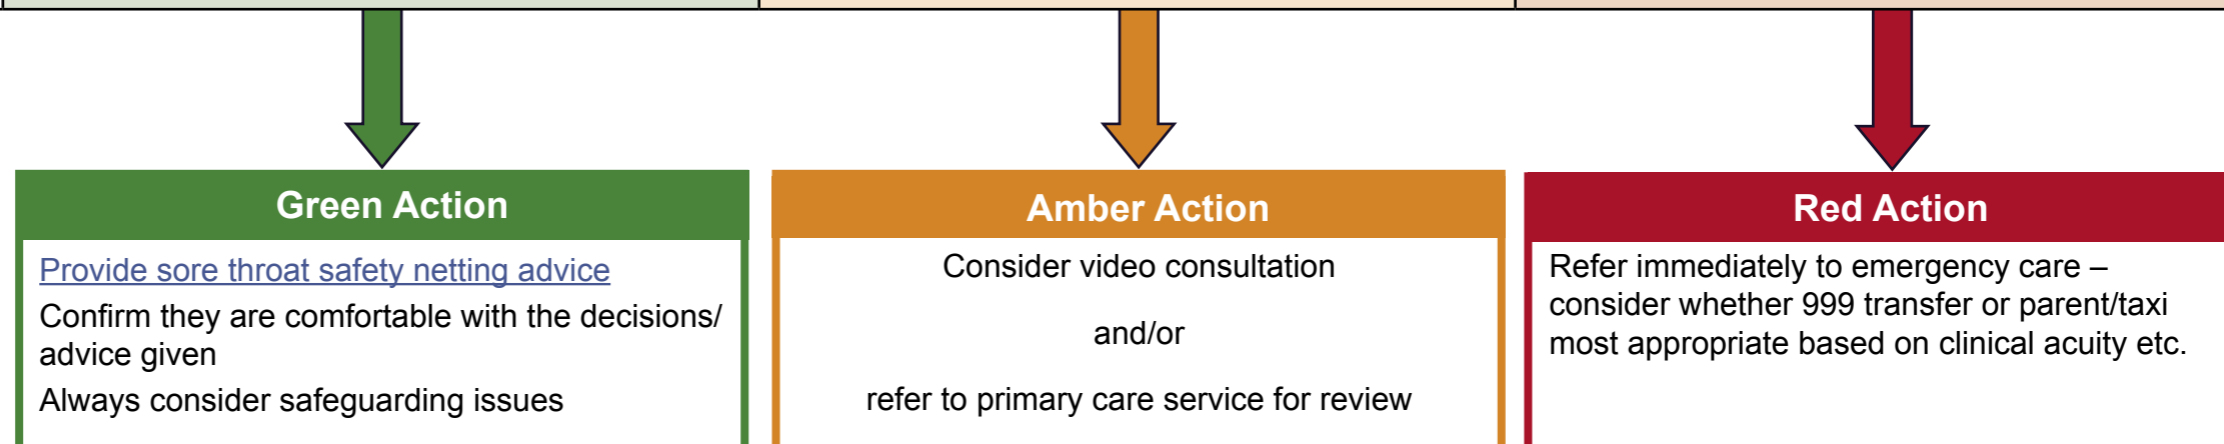 Green Action
Provide sore throat safety netting advice
Confirm they are comfortable with the decisions/
advice given
Always consider safeguarding issues
Amber Action
Consider video consultation
and/or
refer to primary care service for review
Red Action
Refer immediately to emergency care –
consider whether 999 transfer or parent/taxi
most appropriate based on clinical acuity etc.